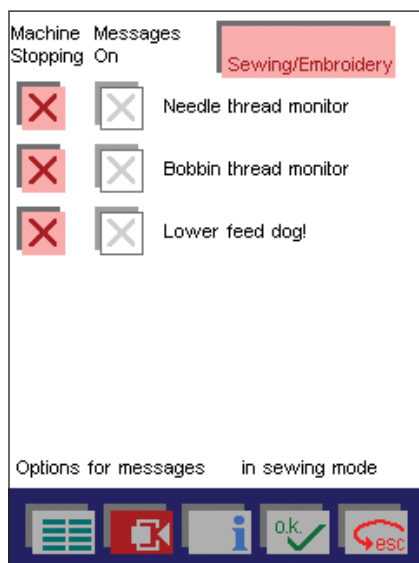 Machine Messages
Stopping On
Sewing/Embroidery
Needle thread monitor
Bobbin thread monitor
Lower feed dog!
Options for messages in sewing mode
i o.k. esc